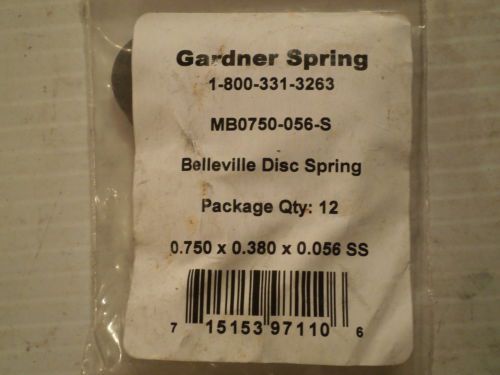 Gardner Spring
1-800-331-3263
MB0750-056-S
Belleville Disc Spring
Package Qty: 12
0.750 x 0.380 x 0.056 SS
7 15153 97110 6